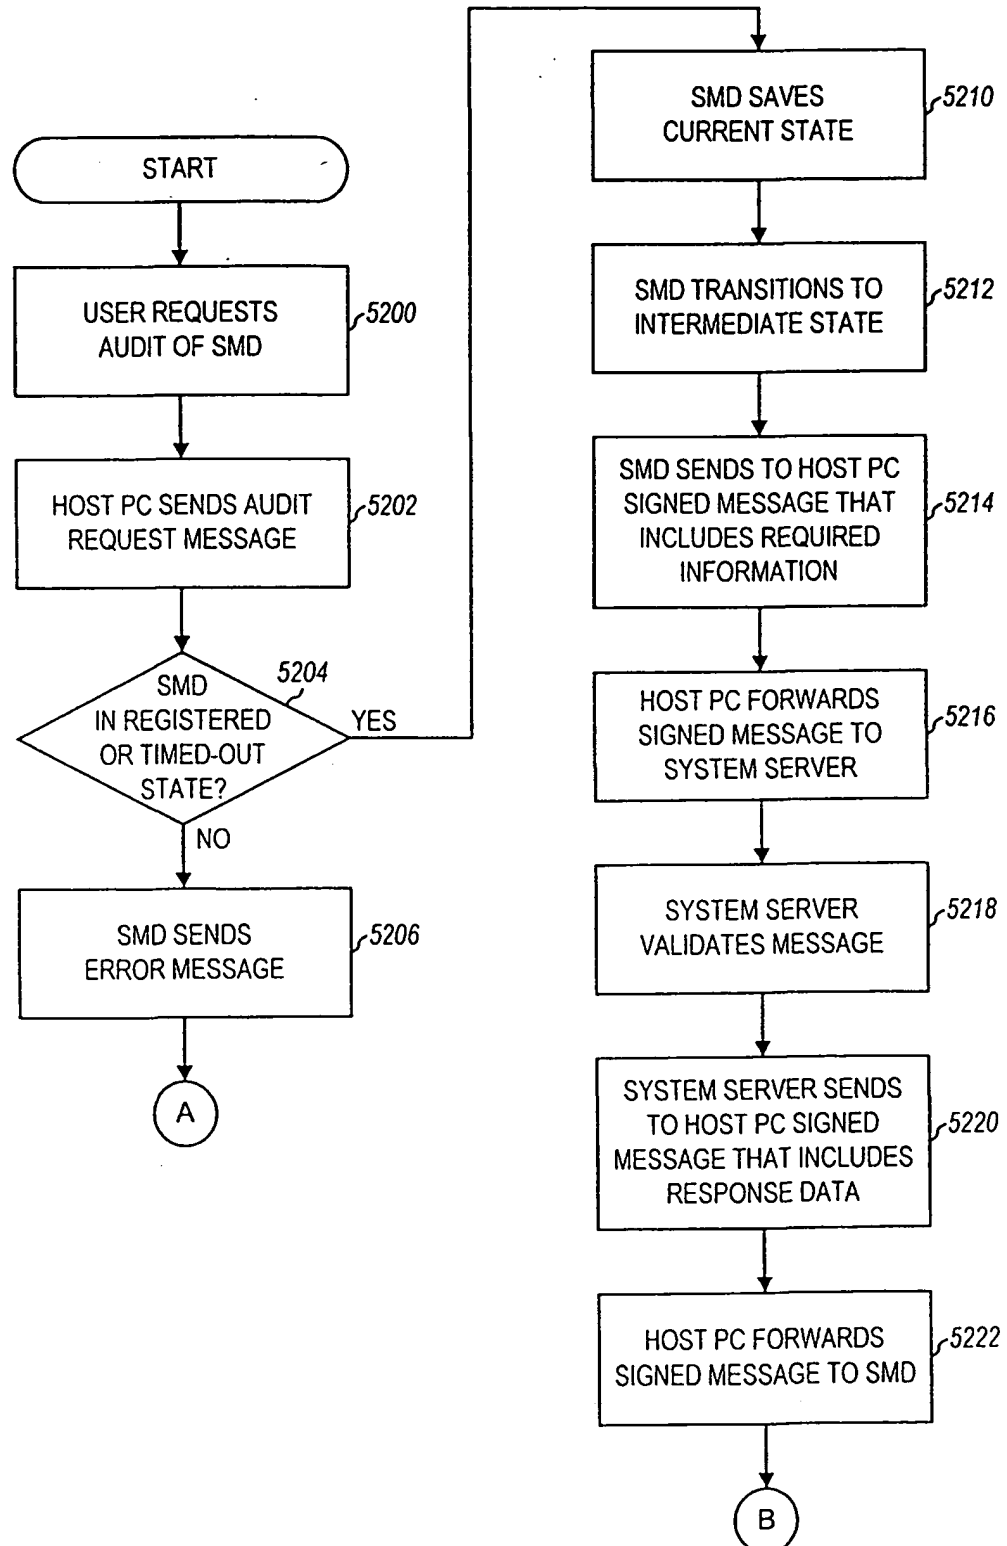 START
USER REQUESTS
AUDIT OF SMD
5200
HOST PC SENDS AUDIT
REQUEST MESSAGE
5202
SMD
IN REGISTERED
OR TIMED-OUT
STATE?
5204
YES
NO
SMD SENDS
ERROR MESSAGE
5206
A
SMD SAVES
CURRENT STATE
5210
SMD TRANSITIONS TO
INTERMEDIATE STATE
5212
SMD SENDS TO HOST PC
SIGNED MESSAGE THAT
INCLUDES REQUIRED
INFORMATION
5214
HOST PC FORWARDS
SIGNED MESSAGE TO
SYSTEM SERVER
5216
SYSTEM SERVER
VALIDATES MESSAGE
5218
SYSTEM SERVER SENDS
TO HOST PC SIGNED
MESSAGE THAT INCLUDES
RESPONSE DATA
5220
HOST PC FORWARDS
SIGNED MESSAGE TO SMD
5222
B